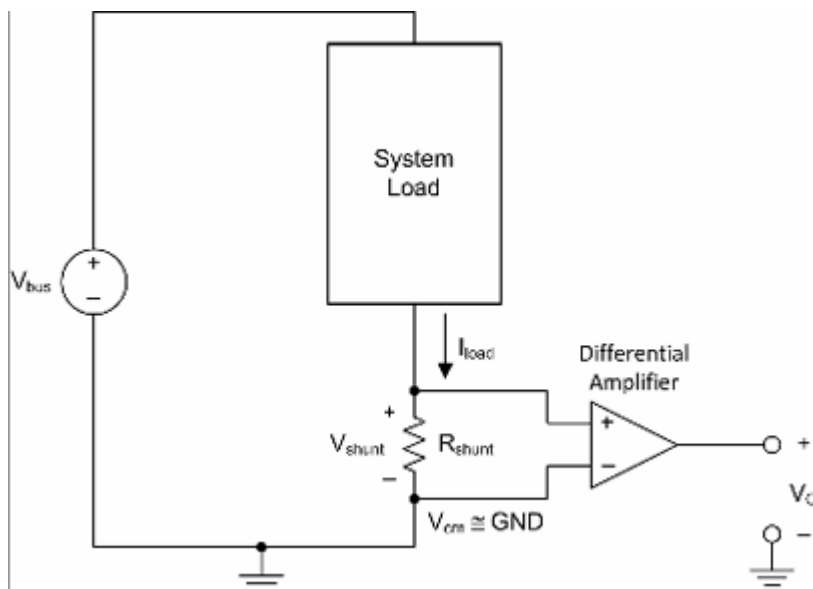 System
Load
+
−
Vbus
Iload
Differential
Amplifier
+
Vshunt
Rshunt
−
+
−
+
VO
−
Vcm ≅ GND